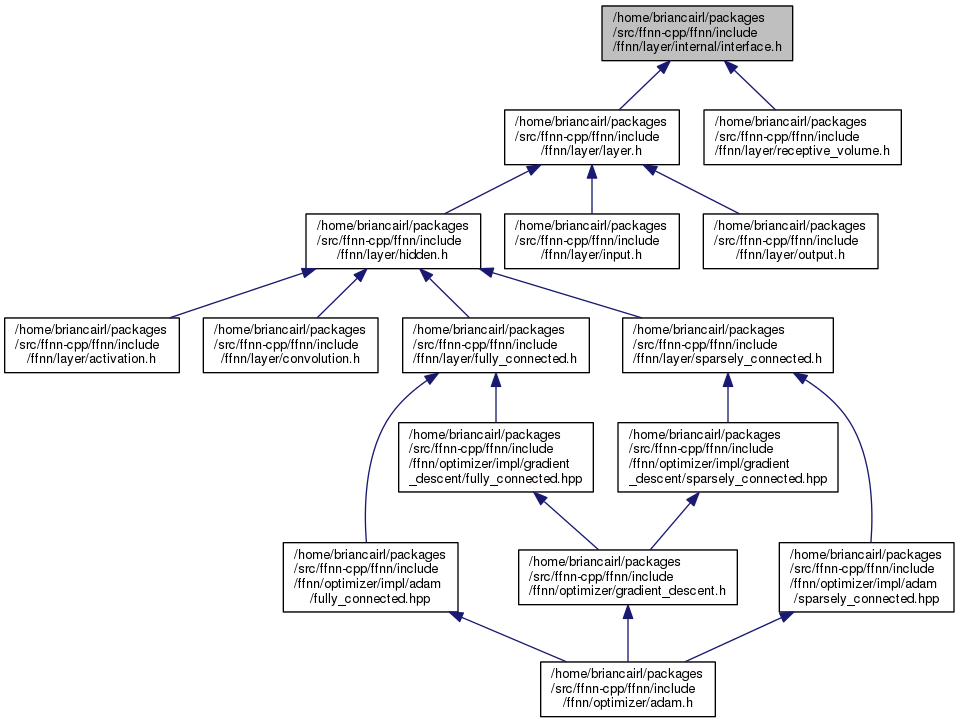 /home/briancairl/packages
/src/ffnn-cpp/ffnn/include
/ffnn/layer/internal/interface.h
/home/briancairl/packages
/src/ffnn-cpp/ffnn/include
/ffnn/layer/layer.h
/home/briancairl/packages
/src/ffnn-cpp/ffnn/include
/ffnn/layer/receptive_volume.h
/home/briancairl/packages
/src/ffnn-cpp/ffnn/include
/ffnn/layer/hidden.h
/home/briancairl/packages
/src/ffnn-cpp/ffnn/include
/ffnn/layer/input.h
/home/briancairl/packages
/src/ffnn-cpp/ffnn/include
/ffnn/layer/output.h
/home/briancairl/packages
/src/ffnn-cpp/ffnn/include
/ffnn/layer/activation.h
/home/briancairl/packages
/src/ffnn-cpp/ffnn/include
/ffnn/layer/convolution.h
/home/briancairl/packages
/src/ffnn-cpp/ffnn/include
/ffnn/layer/fully_connected.h
/home/briancairl/packages
/src/ffnn-cpp/ffnn/include
/ffnn/layer/sparsely_connected.h
/home/briancairl/packages
/src/ffnn-cpp/ffnn/include
/ffnn/optimizer/impl/gradient
_descent/fully_connected.hpp
/home/briancairl/packages
/src/ffnn-cpp/ffnn/include
/ffnn/optimizer/impl/gradient
_descent/sparsely_connected.hpp
/home/briancairl/packages
/src/ffnn-cpp/ffnn/include
/ffnn/optimizer/impl/adam
/fully_connected.hpp
/home/briancairl/packages
/src/ffnn-cpp/ffnn/include
/ffnn/optimizer/gradient_descent.h
/home/briancairl/packages
/src/ffnn-cpp/ffnn/include
/ffnn/optimizer/impl/adam
/sparsely_connected.hpp
/home/briancairl/packages
/src/ffnn-cpp/ffnn/include
/ffnn/optimizer/adam.h